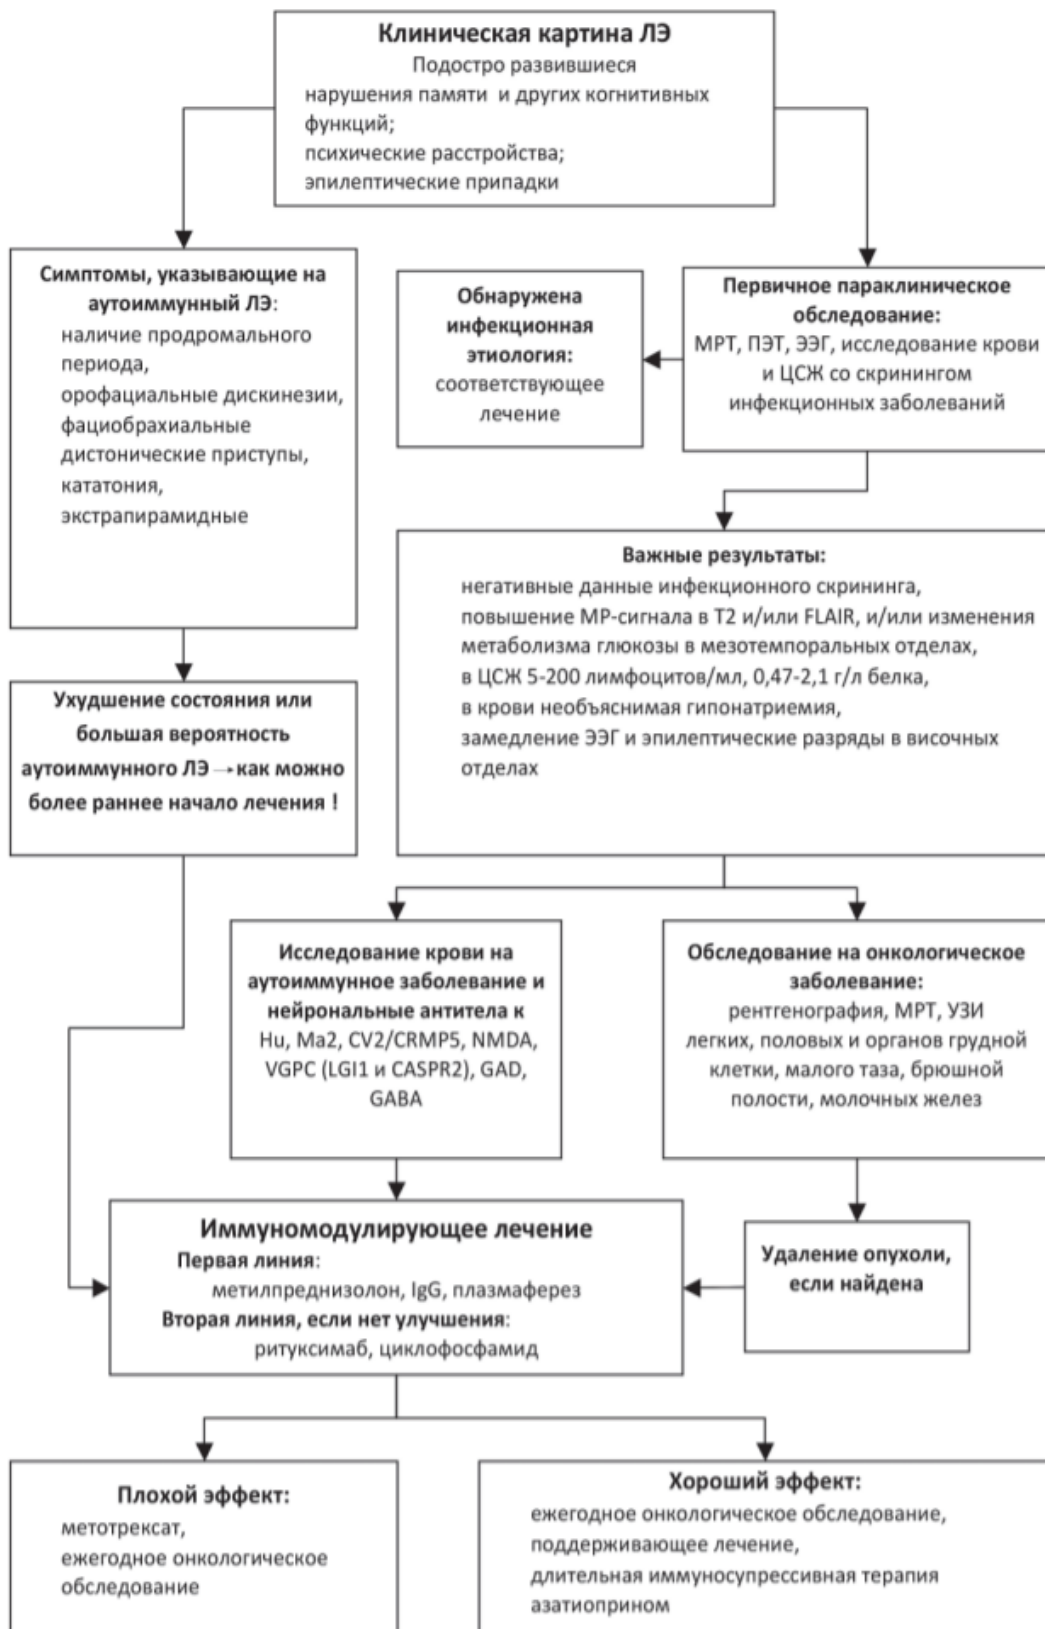 Клиническая картина ЛЭ
Подостро развившиеся
нарушения памяти и других когнитивных
функций;
психические расстройства;
эпилептические припадки
Симптомы, указывающие на
аутоиммунный ЛЭ:
наличие продромального
периода,
орофациальные дискинезии,
фациобрахиальные
дистонические приступы,
кататония,
экстрапирамидные
Обнаружена
инфекционная
этиология:
соответствующее
лечение
Первичное параклиническое
обследование:
МРТ, ПЭТ, ЭЭГ, исследование крови
и ЦСЖ со скринингом
инфекционных заболеваний
Важные результаты:
негативные данные инфекционного скрининга,
повышение МР-сигнала в Т2 и/или FLAIR, и/или изменения
метаболизма глюкозы в мезотемпоральных отделах,
в ЦСЖ 5-200 лимфоцитов/мл, 0,47-2,1 г/л белка,
в крови необъяснимая гипонатриемия,
замедление ЭЭГ и эпилептические разряды в височных
отделах
Ухудшение состояния или
большая вероятность
аутоиммунного ЛЭ → как можно
более раннее начало лечения !
Исследование крови на
аутоиммунное заболевание и
нейрональные антитела к
Hu, Ma2, CV2/CRMP5, NMDA,
VGPC (LGI1 и CASPR2), GAD,
GABA
Обследование на онкологическое
заболевание:
рентгенография, МРТ, УЗИ
легких, половых и органов грудной
клетки, малого таза, брюшной
полости, молочных желез
Иммуномодулирующее лечение
Первая линия:
метилпреднизолон, IgG, плазмаферез
Вторая линия, если нет улучшения:
ритуксимаб, циклофосфамид
Удаление опухоли,
если найдена
Плохой эффект:
метотрексат,
ежегодное онкологическое
обследование
Хороший эффект:
ежегодное онкологическое обследование,
поддерживающее лечение,
длительная иммуносупрессивная терапия
азатиоприном